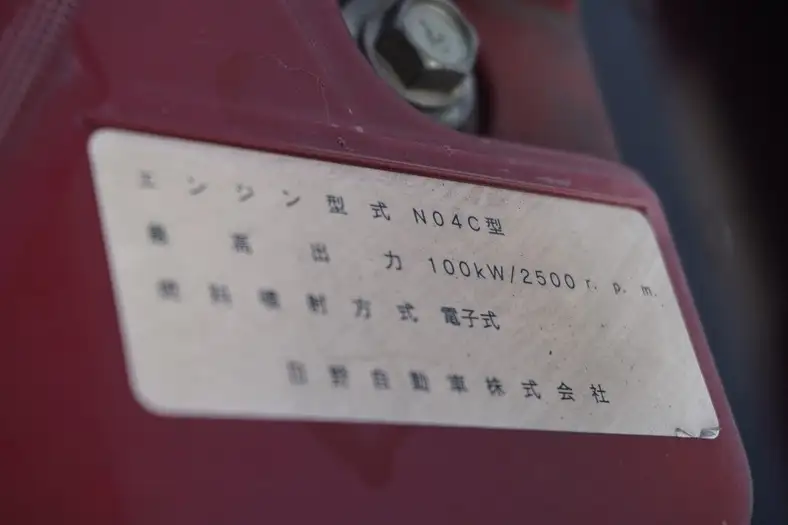 エンジン型式 N04C型
最高出力 100kW/2500 r.p.m.
燃料噴射方式 電子式
日野自動車株式会社